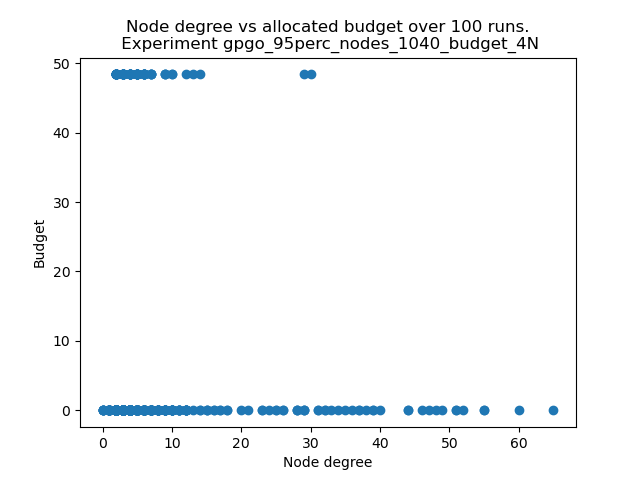 Node degree vs allocated budget over 100 runs.
Experiment gpgo_95perc_nodes_1040_budget_4N
50
40
30
20
10
0
Budget
0 10 20 30 40 50 60
Node degree